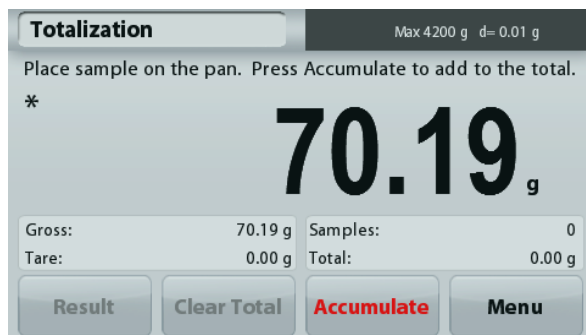 Totalization Max 4200 g d= 0.01 g
Place sample on the pan. Press Accumulate to add to the total.
*
70.19 g
Gross: 70.19 g Samples: 0
Tare: 0.00 g Total: 0.00 g
Result Clear Total Accumulate Menu